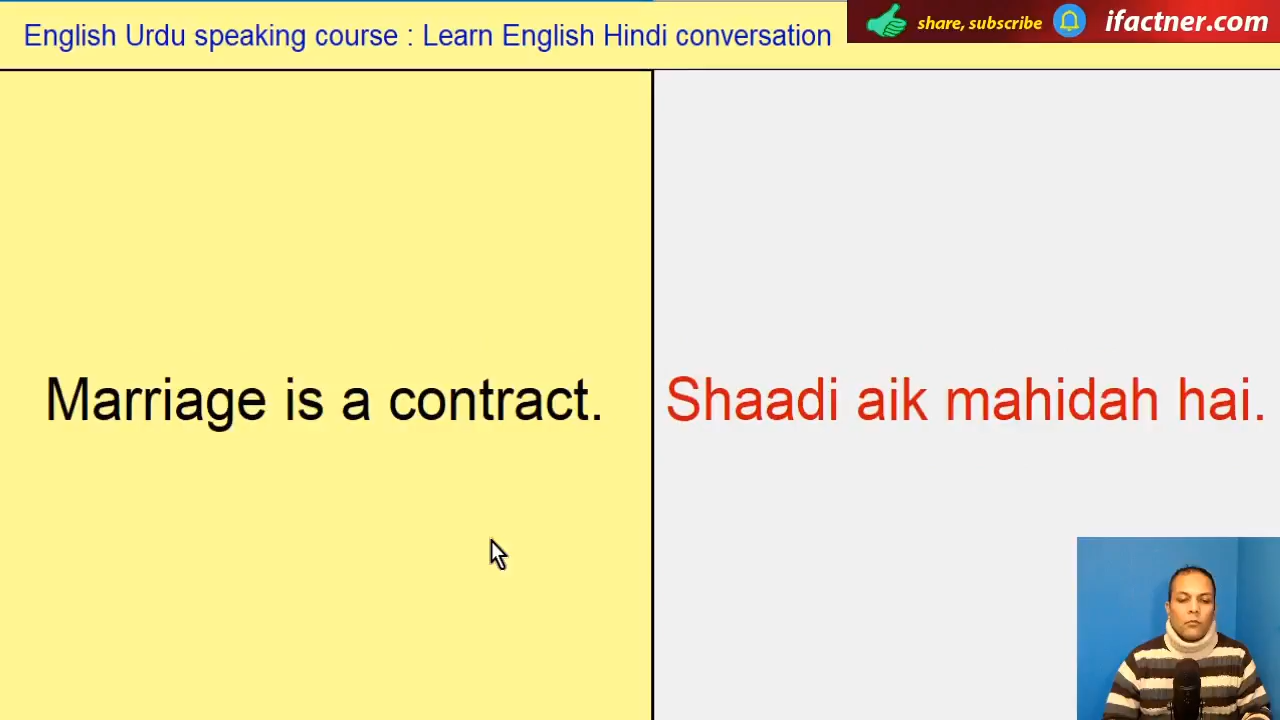 English Urdu speaking course : Learn English Hindi conversation
share, subscribe
ifactner.com
Marriage is a contract.
Shaadi aik mahidah hai.